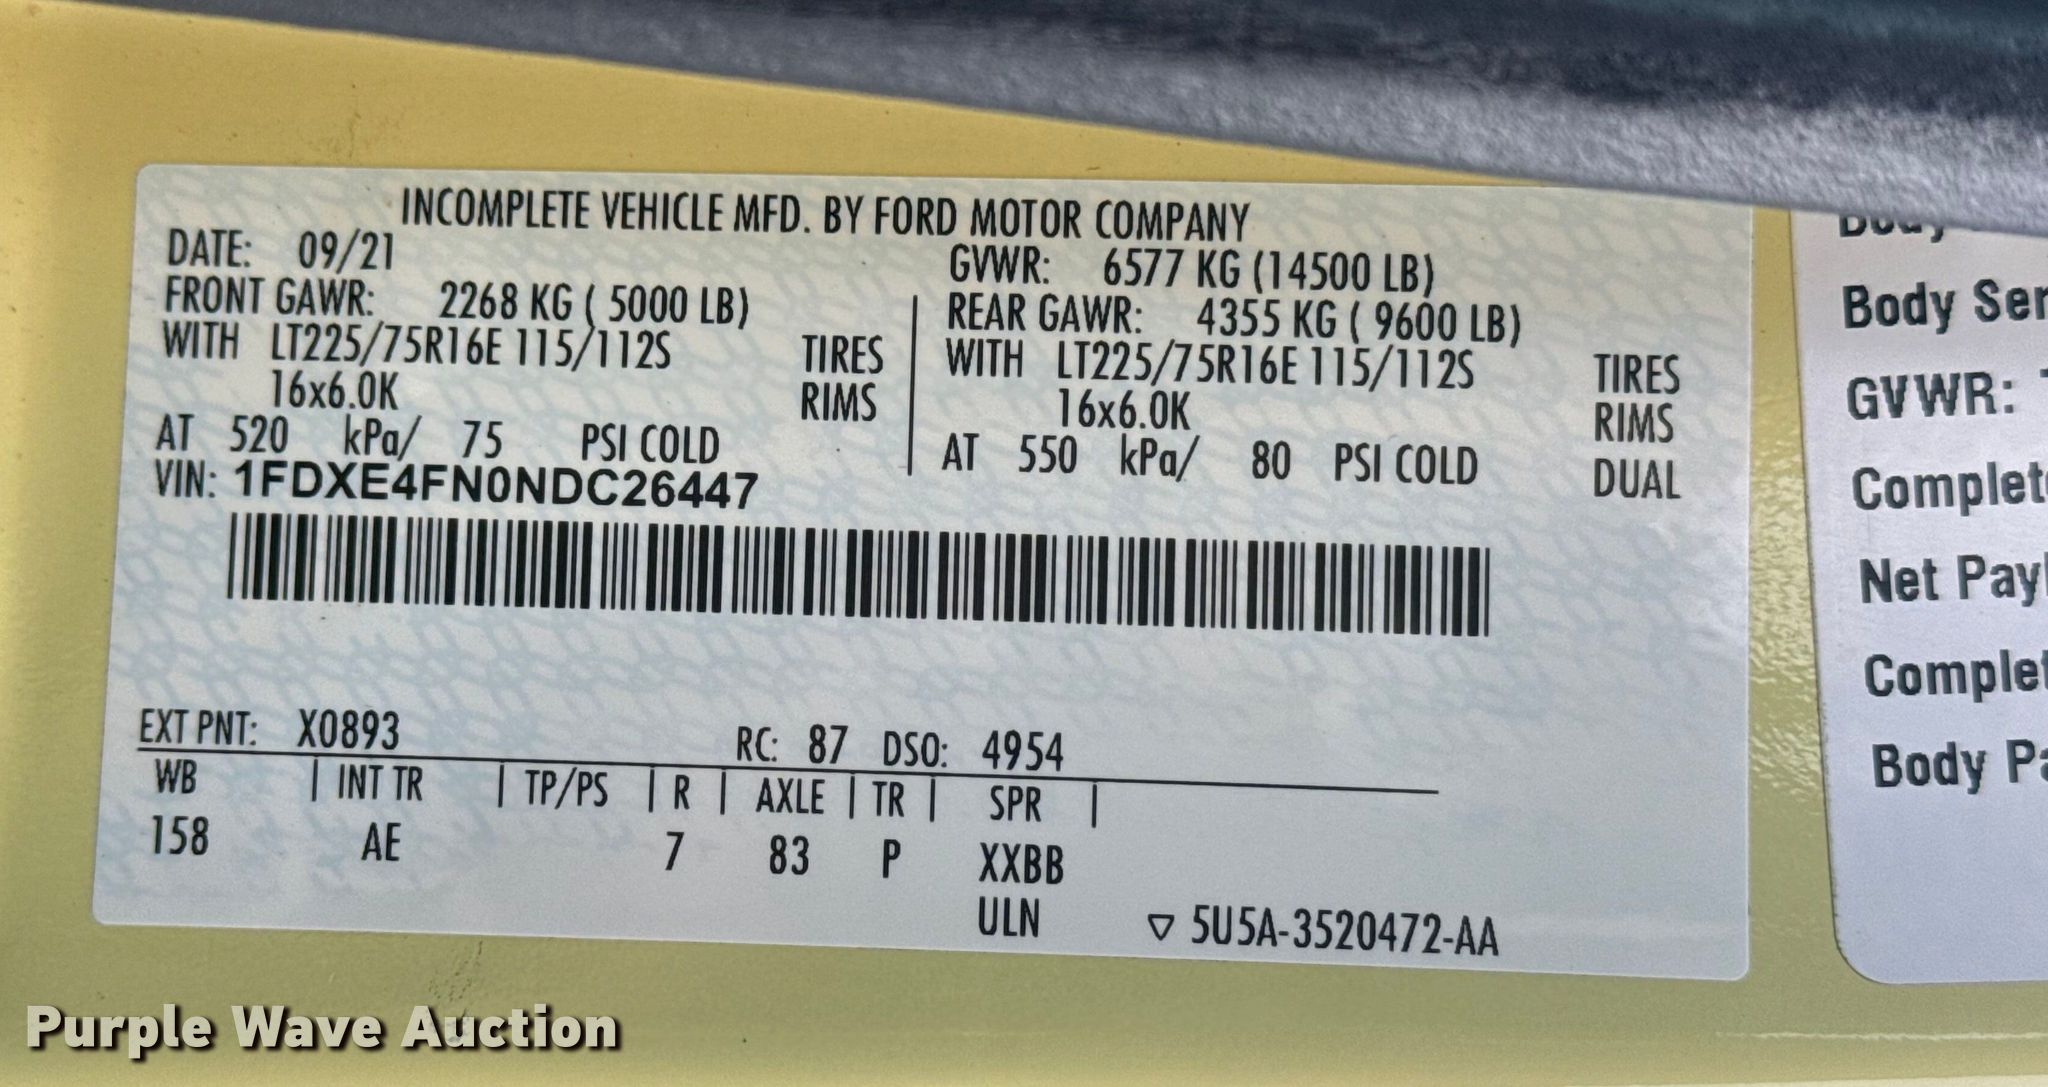 INCOMPLETE VEHICLE MFD. BY FORD MOTOR COMPANY
DATE: 09/21 GVWR: 6577 KG (14500 LB)
FRONT GAWR: 2268 KG ( 5000 LB) REAR GAWR: 4355 KG ( 9600 LB)
WITH LT225/75R16E 115/112S TIRES WITH LT225/75R16E 115/112S TIRES
16x6.0K RIMS 16x6.0K RIMS
AT 520 kPa/ 75 PSI COLD AT 550 kPa/ 80 PSI COLD DUAL
VIN: 1FDXE4FN0NDC26447
EXT PNT: X0893 RC: 87 DSO: 4954
WB | INT TR | TP/PS | R | AXLE | TR | SPR |
158 AE 7 83 P XXBB
ULN ▽ 5U5A-3520472-AA
Body
Body Ser
GVWR:
Complet
Net Payl
Complet
Body Pa
Purple Wave Auction